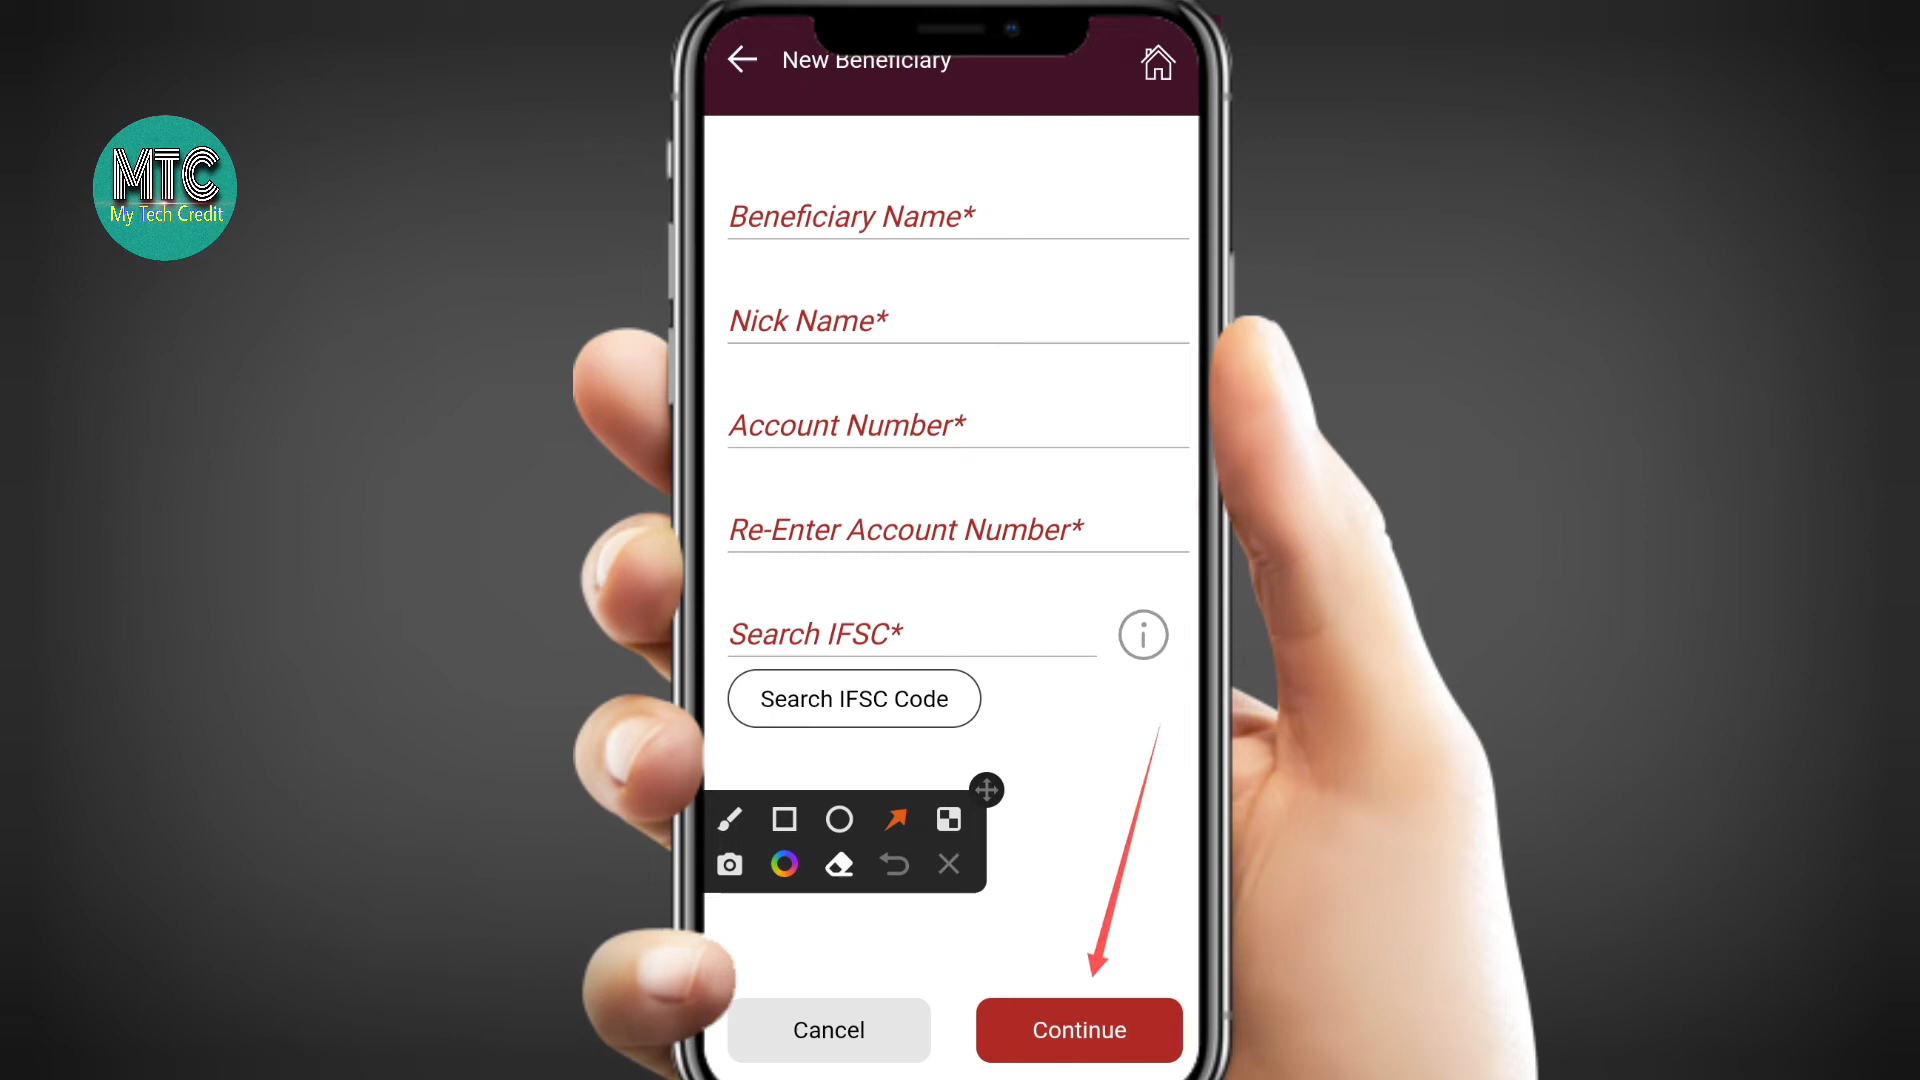 New Beneficiary
MTC
My Tech Credit
Beneficiary Name*
Nick Name*
Account Number*
Re-Enter Account Number*
Search IFSC*
Search IFSC Code
Cancel
Continue